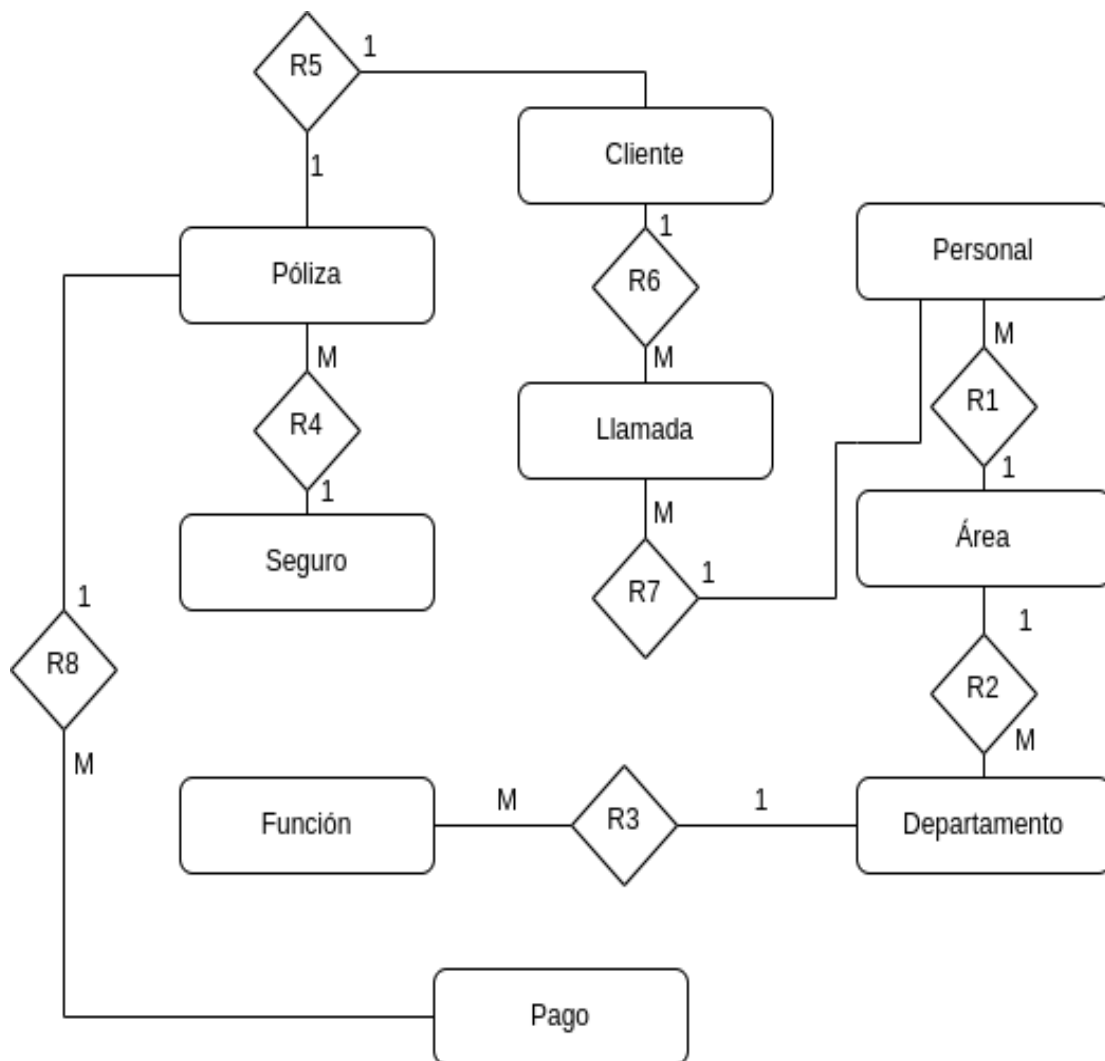 1
R5
Cliente
1
1
Personal
Póliza
R6
M
M
M
R1
R4
Llamada
1
1
M
Área
Seguro
1
1
R7
1
R8
R2
M
M
M
1
Función
R3
Departamento
Pago